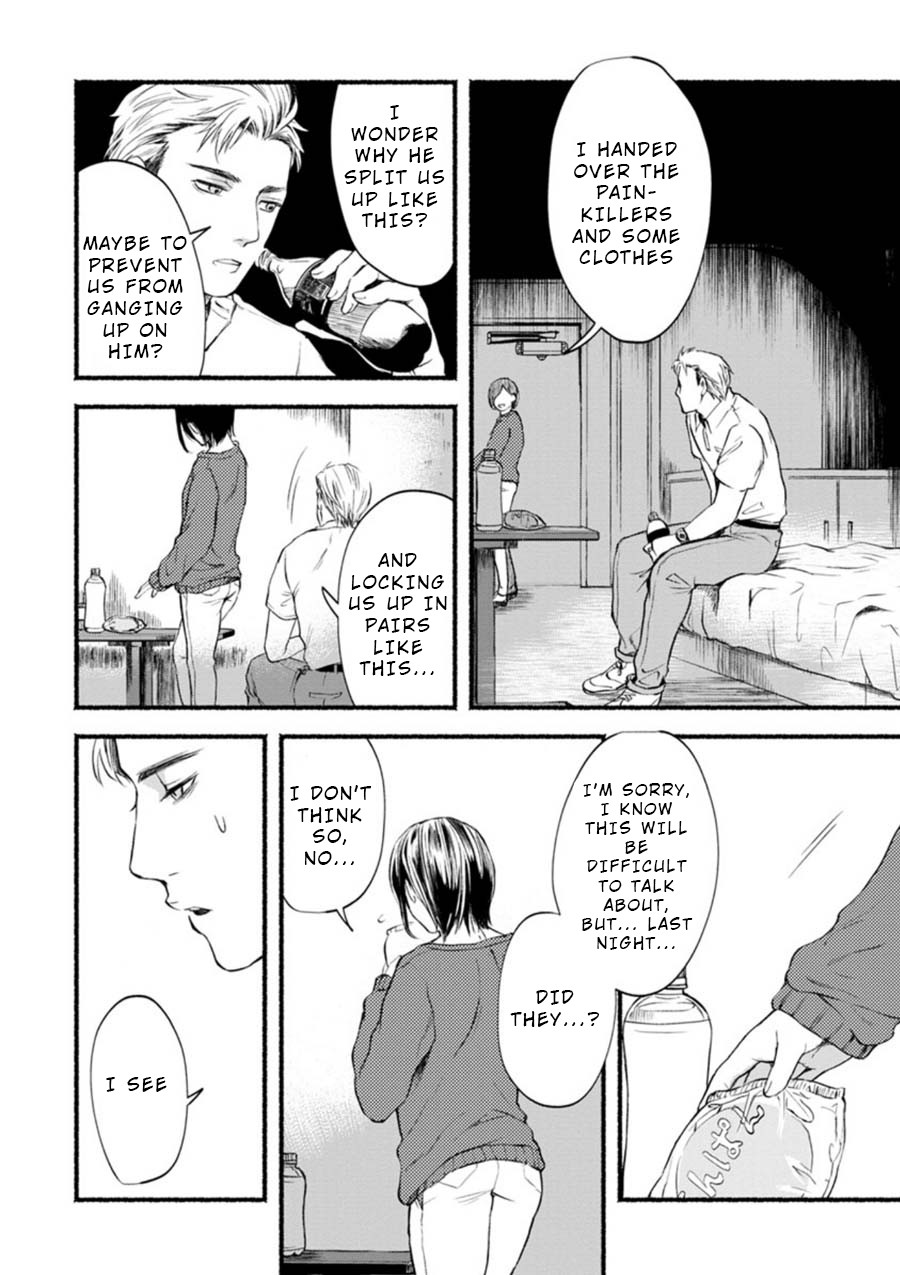 I HANDED
OVER THE
PAIN-
KILLERS
AND SOME
CLOTHES
I
WONDER
WHY HE
SPLIT US
UP LIKE
THIS?
MAYBE TO
PREVENT
US FROM
GANGING
UP ON
HIM?
AND
LOCKING
US UP IN
PAIRS
LIKE
THIS...
I'M SORRY,
I KNOW
THIS WILL
BE
DIFFICULT
TO TALK
ABOUT,
BUT... LAST
NIGHT...
DID
THEY...?
I DON'T
THINK
SO,
NO...
I SEE